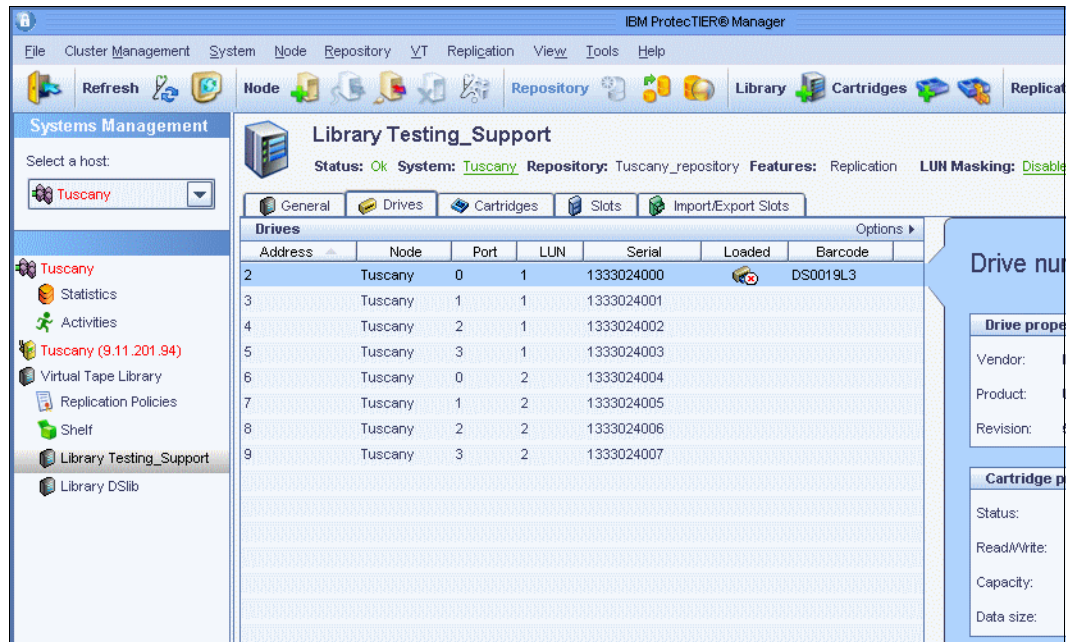 IBM ProtecTIER® Manager
File Cluster Management System Node Repository VT Replication View Tools Help
Refresh Node Repository Library Cartridges Replicat
Systems Management
Select a host:
Tuscany
Tuscany
Statistics
Activities
Tuscany (9.11.201.94)
Virtual Tape Library
Replication Policies
Shelf
Library Testing_Support
Library DSlib
Library Testing_Support
Status: Ok System: Tuscany Repository: Tuscany_repository Features: Replication LUN Masking: Disable
General Drives Cartridges Slots Import/Export Slots
Drives Options
Address Node Port LUN Serial Loaded Barcode
2 Tuscany 0 1 1333024000 DS0019L3
3 Tuscany 1 1 1333024001
4 Tuscany 2 1 1333024002
5 Tuscany 3 1 1333024003
6 Tuscany 0 2 1333024004
7 Tuscany 1 2 1333024005
8 Tuscany 2 2 1333024006
9 Tuscany 3 2 1333024007
Drive nu
Drive prope
Vendor:
Product:
Revision:
Cartridge p
Status:
Read/Write:
Capacity:
Data size: